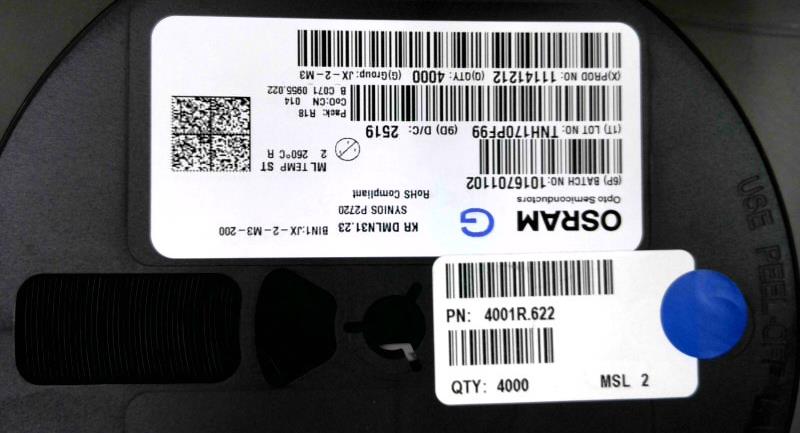 OSRAM
Opto Semiconductors
G
KR DMLN31.23 BIN1:JX-2-M3-200
SYNIOS P2720
RoHS Compliant
(6P) BATCH NO:1016701102
ML TEMP ST
2 260°C R
(1T) LOT NO: TNH170PF99 (9D) D/C: 2519
Pack: R18
CoO:CN 014
B_C071_0955.022
(X)PROD NO: 11141212 (Q)QTY: 4000 (G)Group: JX-2-M3
PN: 4001R.622
QTY: 4000 MSL 2
USE PEEL-OFF